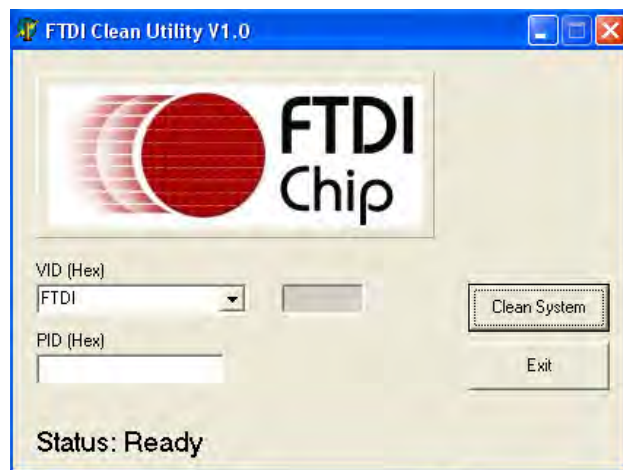 FTDI Clean Utility V1.0
FTDI
Chip
VID (Hex)
FTDI
Clean System
PID (Hex)
Exit
Status: Ready